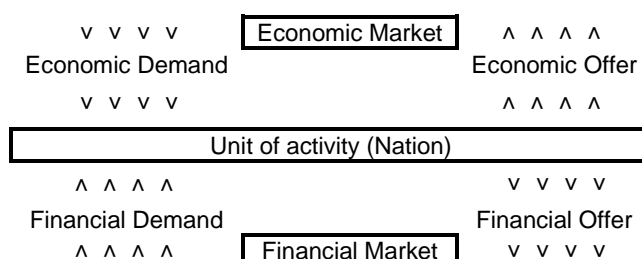 v v v v Economic Market ʌ ʌ ʌ ʌ
Economic Demand Economic Offer
v v v v ʌ ʌ ʌ ʌ
Unit of activity (Nation)
ʌ ʌ ʌ ʌ v v v v
Financial Demand Financial Offer
ʌ ʌ ʌ ʌ Financial Market v v v v